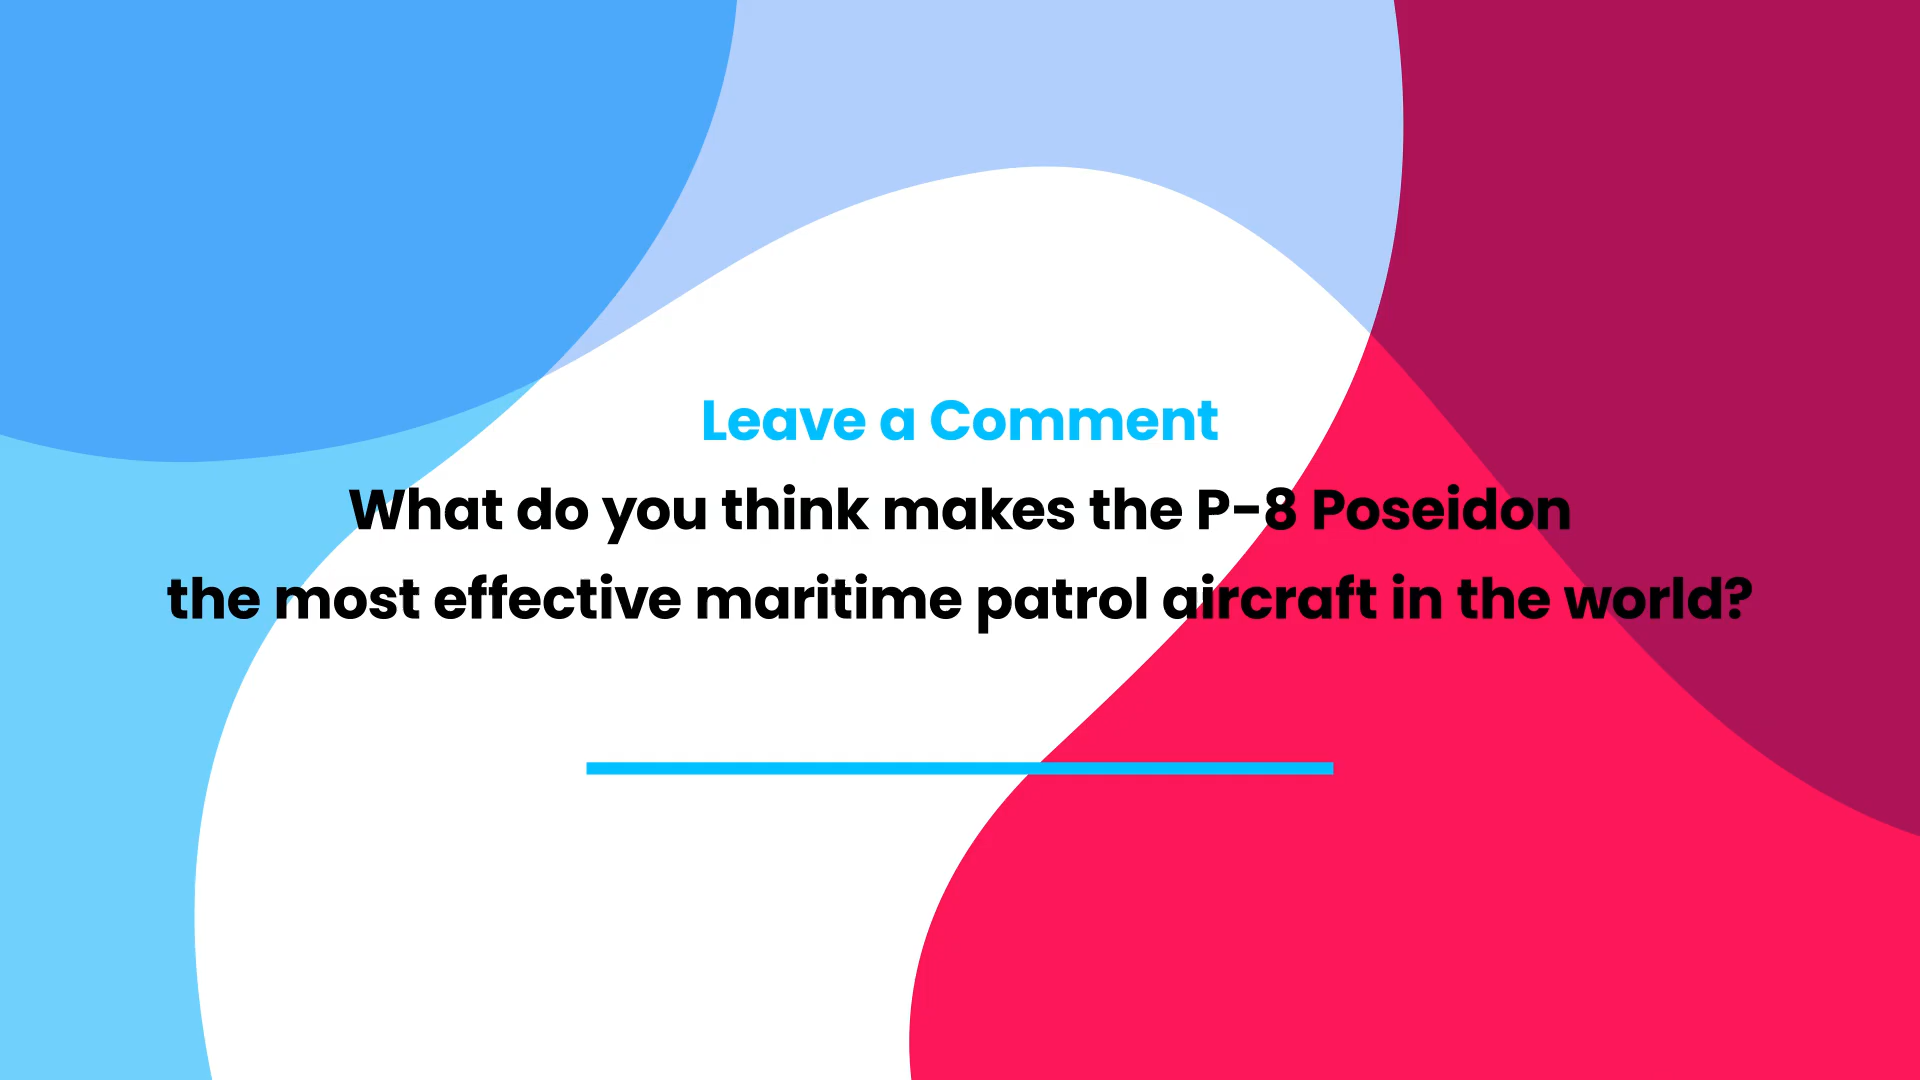 Leave a Comment
What do you think makes the P-8 Poseidon
the most effective maritime patrol aircraft in the world?